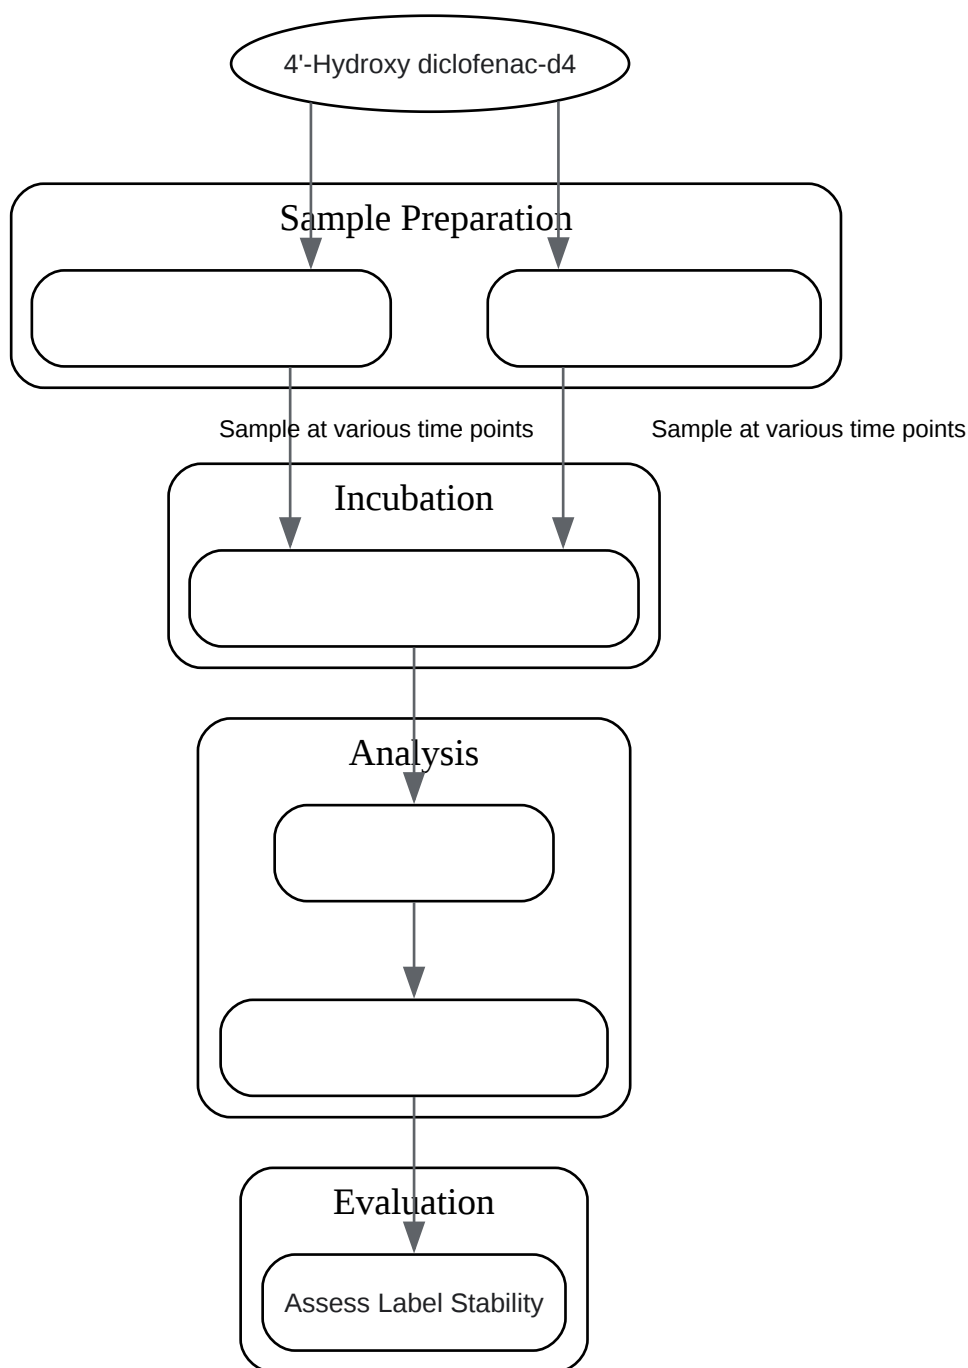 4'-Hydroxy diclofenac-d4
Sample Preparation
Sample at various time points
Sample at various time points
Incubation
Analysis
Evaluation
Assess Label Stability